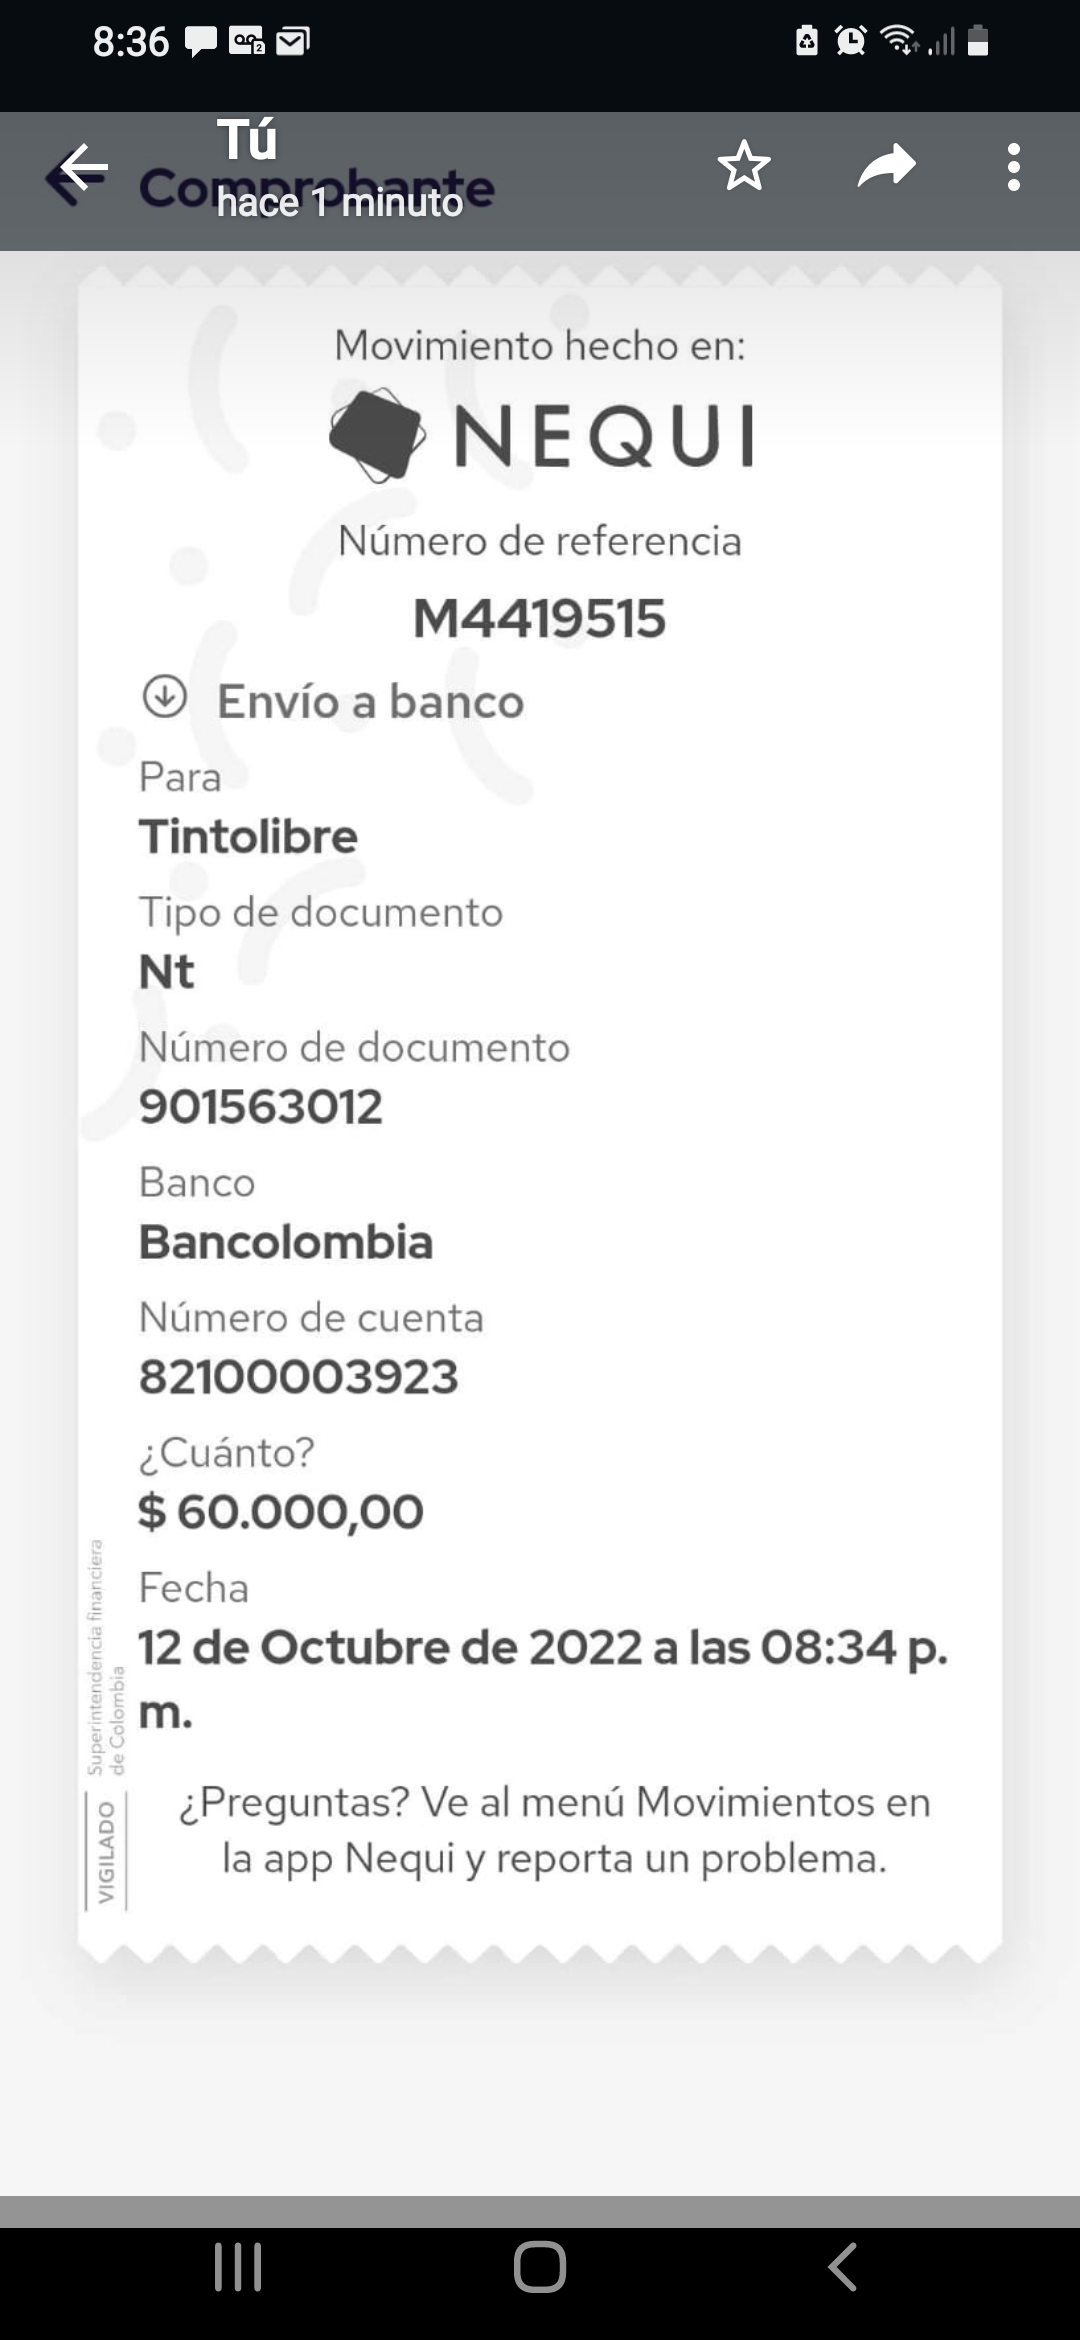 8:36
Tú
Comprobante
hace 1 minuto
Movimiento hecho en:
NEQUI
Número de referencia
M4419515
Envío a banco
Para
Tintolibre
Tipo de documento
Nt
Número de documento
901563012
Banco
Bancolombia
Número de cuenta
82100003923
¿Cuánto?
$ 60.000,00
Fecha
12 de Octubre de 2022 a las 08:34 p.
m.
¿Preguntas? Ve al menú Movimientos en
la app Nequi y reporta un problema.
VIGILADO
Superintendencia financiera
de Colombia